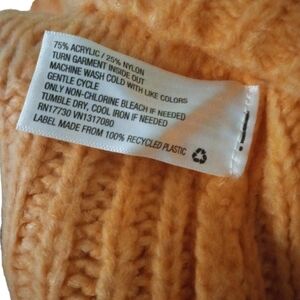 75% ACRYLIC / 25% NYLON
TURN GARMENT INSIDE OUT
MACHINE WASH COLD WITH LIKE COLORS
GENTLE CYCLE
ONLY NON-CHLORINE BLEACH IF NEEDED
TUMBLE DRY, COOL IRON IF NEEDED
RN17730 VN1317080
LABEL MADE FROM 100% RECYCLED PLASTIC